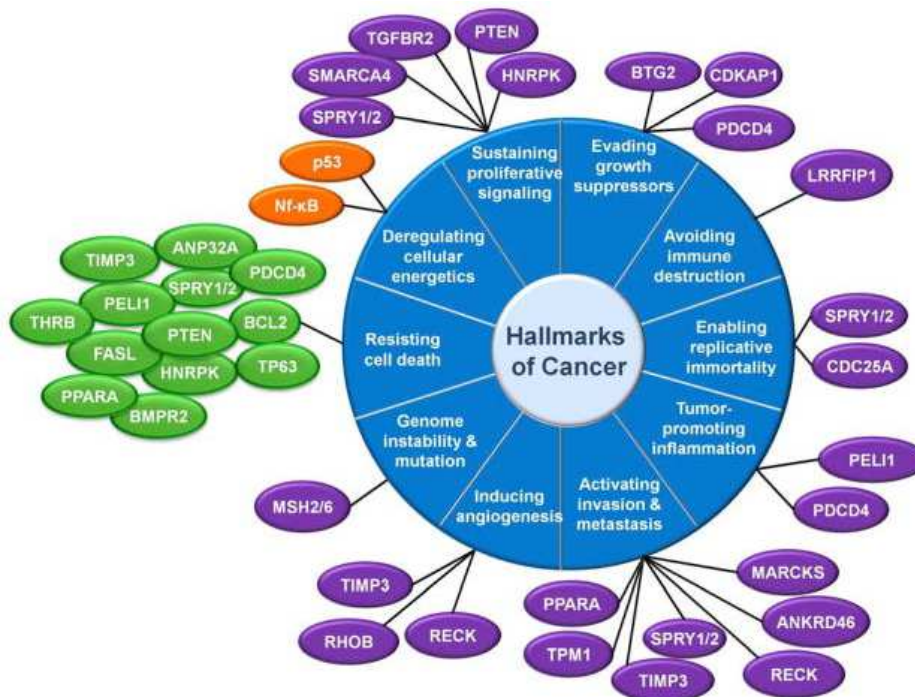 TGFBR2
PTEN
SMARCA4
HNRPK
SPRY1/2
BTG2
CDKAP1
PDCD4
p53
Nf-κB
LRRFIP1
Sustaining
proliferative
signaling
Evading
growth
suppressors
Deregulating
cellular
energetics
Avoiding
immune
destruction
TIMP3
ANP32A
SPRY1/2
PDCD4
PELI1
THRB
PTEN
BCL2
FASL
HNRPK
TP63
PPARA
BMPR2
Resisting
cell death
Hallmarks
of Cancer
Enabling
replicative
immortality
SPRY1/2
CDC25A
Genome
instability &
mutation
Tumor-
promoting
inflammation
PELI1
PDCD4
MSH2/6
Inducing
angiogenesis
Activating
invasion &
metastasis
TIMP3
RHOB
RECK
PPARA
TPM1
TIMP3
SPRY1/2
MARCKS
ANKRD46
RECK